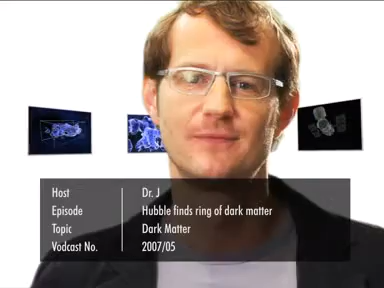 Host Dr. J
Episode Hubble finds ring of dark matter
Topic Dark Matter
Vodcast No. 2007/05